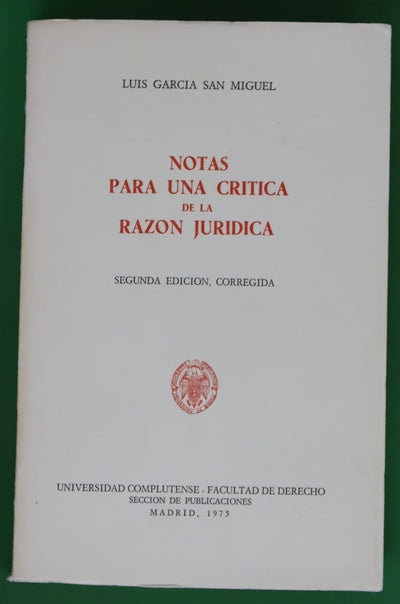 LUIS GARCIA SAN MIGUEL
NOTAS
PARA UNA CRITICA
DE LA
RAZON JURIDICA
SEGUNDA EDICION, CORREGIDA
UNIVERSIDAD COMPLUTENSE - FACULTAD DE DERECHO
SECCION DE PUBLICACIONES
MADRID, 1975